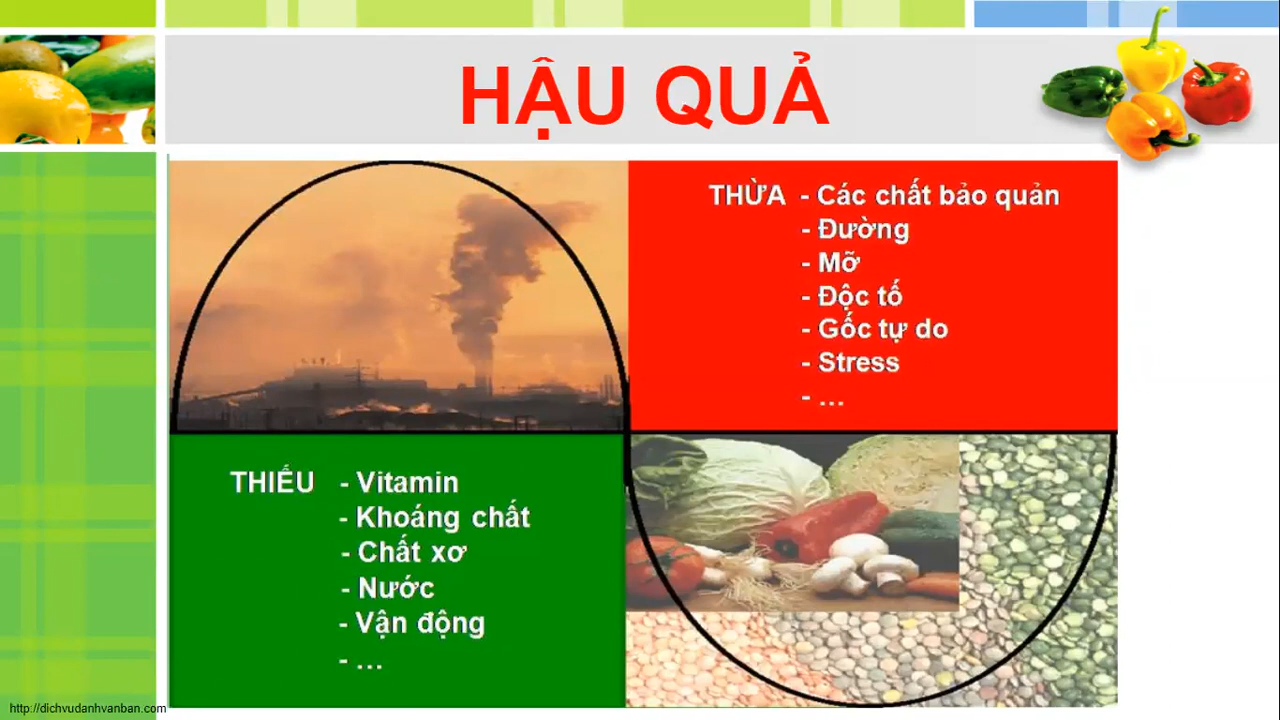 HẬU QUẢ
THỪA - Các chất bảo quản
- Đường
- Mỡ
- Độc tố
- Gốc tự do
- Stress
- ...
THIẾU - Vitamin
- Khoáng chất
- Chất xơ
- Nước
- Vận động
- ...
http://dichvudanhvanban.com